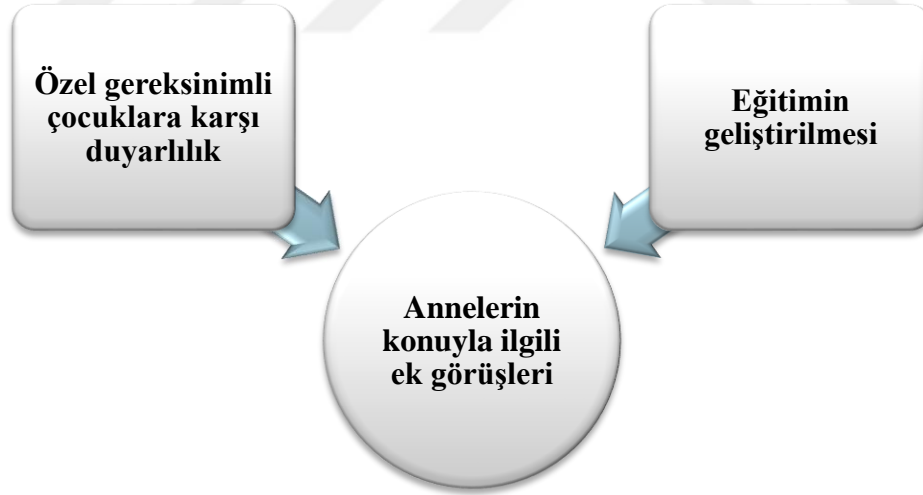 Özel gereksinimli
çocuklara karşı
duyarlılık
Eğitimin
geliştirilmesi
Annelerin
konuyla ilgili
ek görüşleri